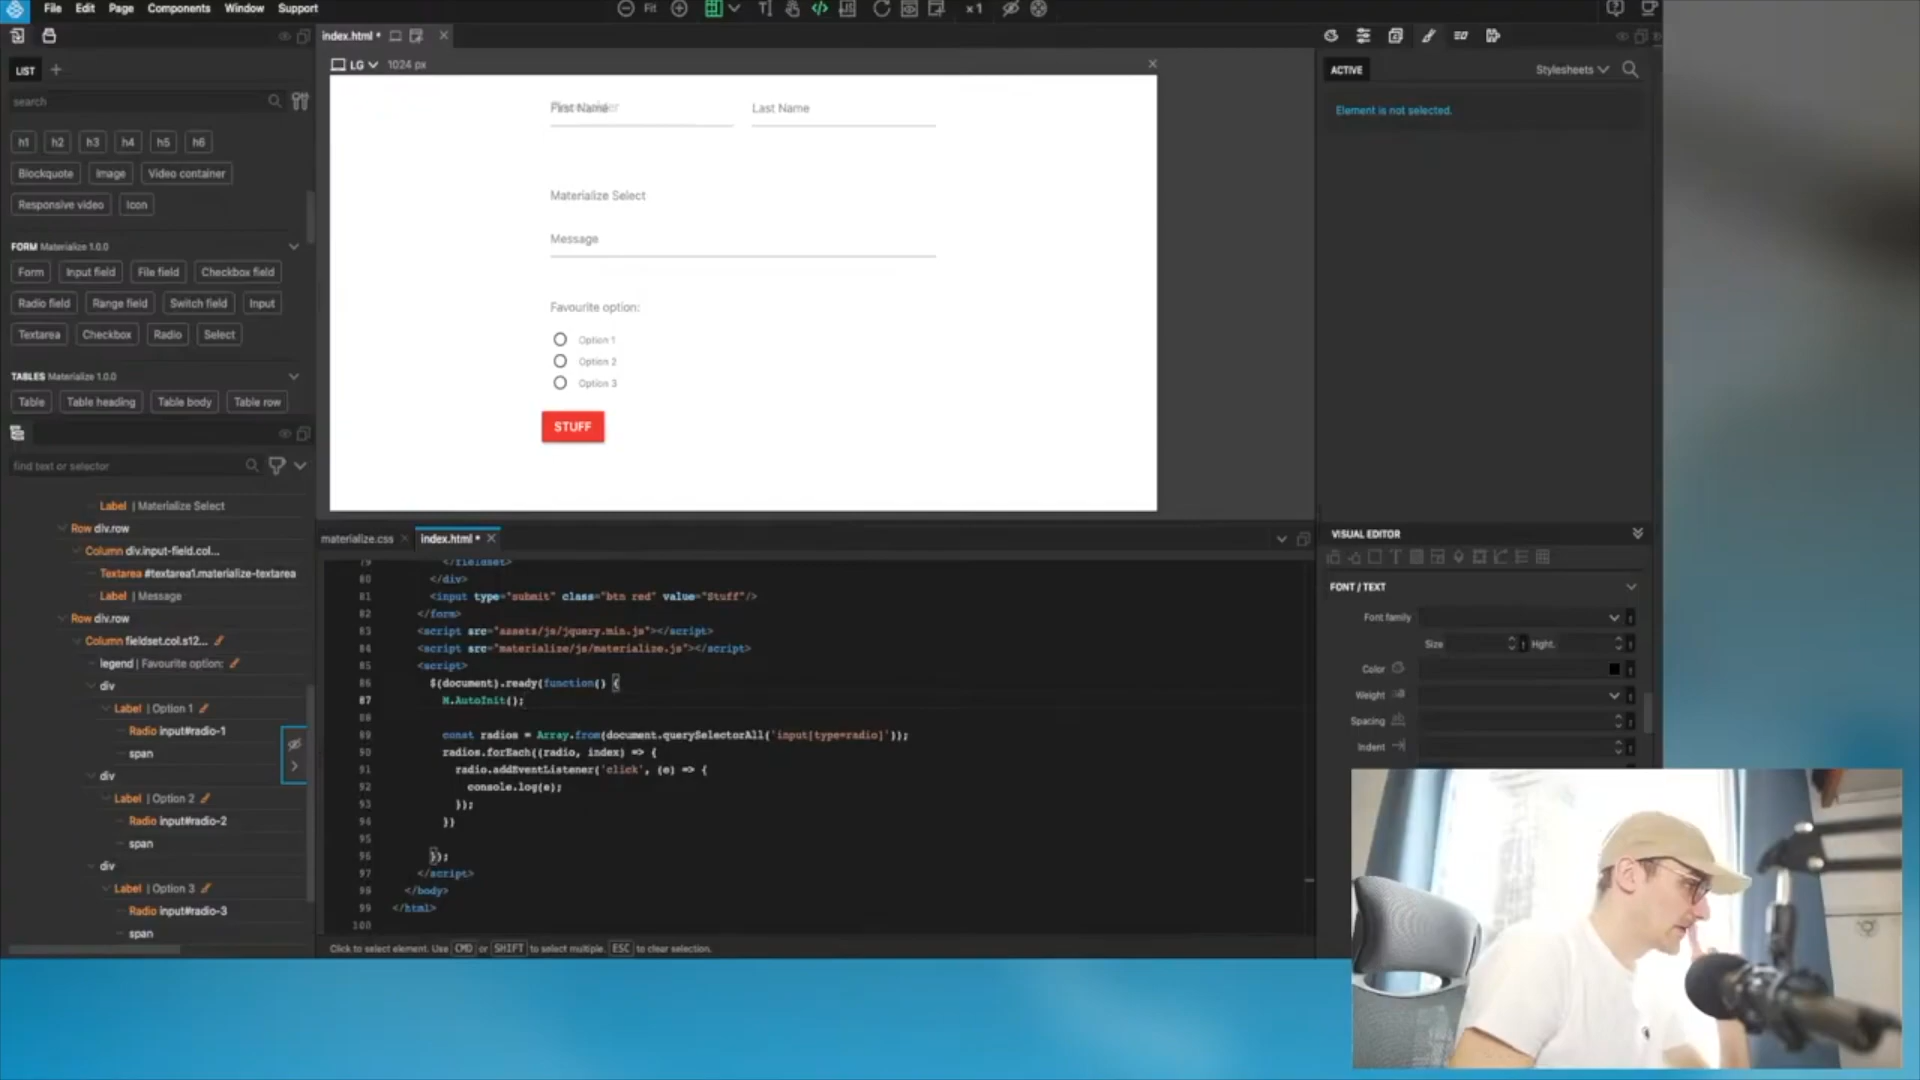 File Edit Page Components Window Support
Fit
x 1
index.html *
LIST
search
h1 h2 h3 h4 h5 h6
Blockquote Image Video container
Responsive video Icon
FORM Materialize 1.0.0
Form Input field File field Checkbox field
Radio field Range field Switch field Input
Textarea Checkbox Radio Select
TABLES Materialize 1.0.0
Table Table heading Table body Table row
find text or selector
Label | Materialize Select
Row div.row
Column div.input-field.col...
Textarea #textarea1.materialize-textarea
Label | Message
Row div.row
Column fieldset.col.s12...
legend | Favourite option:
div
Label | Option 1
Radio input#radio-1
span
div
Label | Option 2
Radio input#radio-2
span
div
Label | Option 3
Radio input#radio-3
span
LG 1024 px
First Name Last Name
Materialize Select
Message
Favourite option:
Option 1
Option 2
Option 3
STUFF
materialize.css index.html *
79 </fieldset>
80 </div>
81 <input type="submit" class="btn red" value="Stuff"/>
82 </form>
83 <script src="assets/js/jquery.min.js"></script>
84 <script src="materialize/js/materialize.js"></script>
85 <script>
86 $(document).ready(function() {
87 M.AutoInit();
88
89 const radios = Array.from(document.querySelectorAll('input[type=radio]'));
90 radios.forEach((radio, index) => {
91 radio.addEventListener('click', (e) => {
92 console.log(e);
93 });
94 })
95
96 });
97 </script>
98 </body>
99 </html>
100
Click to select element. Use CMD or SHIFT to select multiple. ESC to clear selection.
ACTIVE Stylesheets
Element is not selected.
VISUAL EDITOR
FONT / TEXT
Font family
Size Hght.
Color
Weight
Spacing
Indent